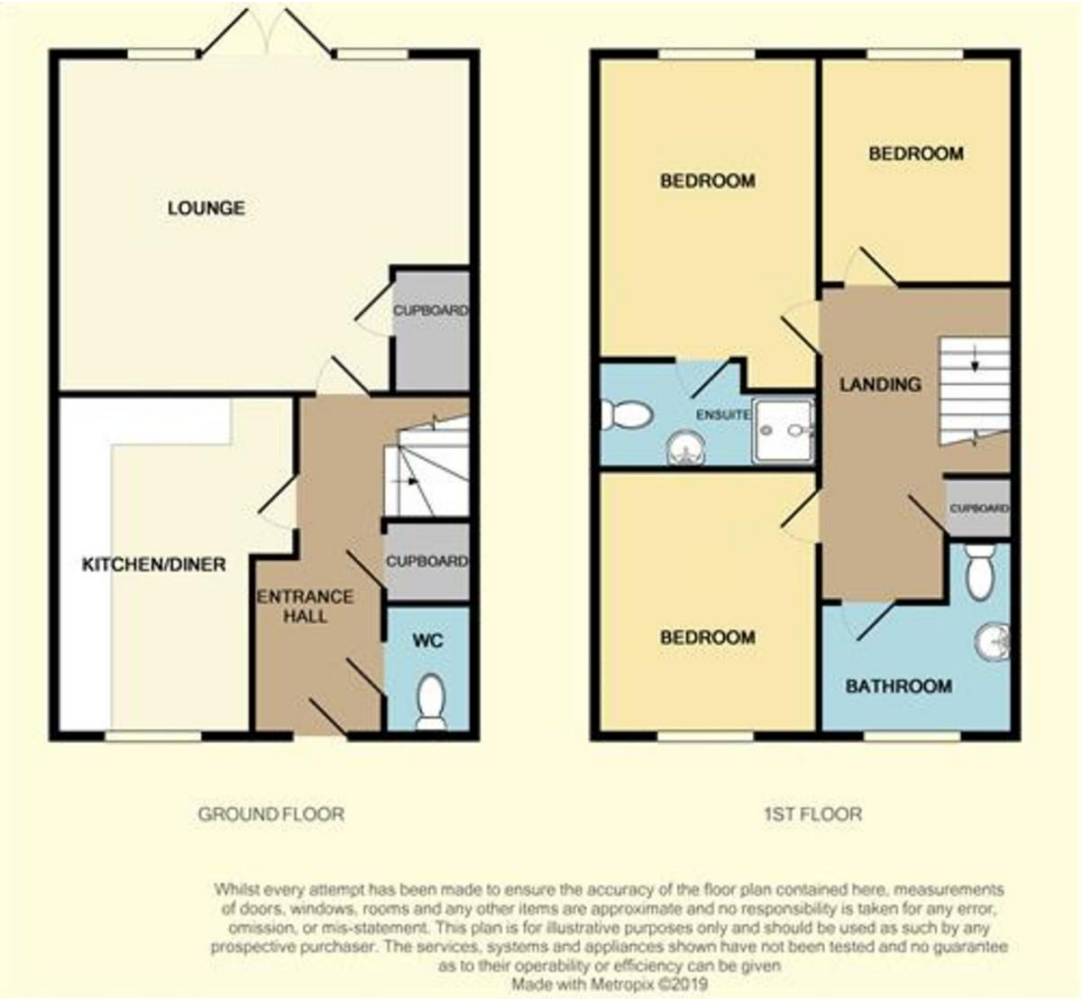 LOUNGE
CUPBOARD
KITCHEN/DINER
ENTRANCE
HALL
CUPBOARD
WC
GROUND FLOOR
BEDROOM
BEDROOM
LANDING
ENSUITE
CUPBOARD
BEDROOM
BATHROOM
1ST FLOOR
Whilst every attempt has been made to ensure the accuracy of the floor plan contained here, measurements
of doors, windows, rooms and any other items are approximate and no responsibility is taken for any error,
omission, or mis-statement. This plan is for illustrative purposes only and should be used as such by any
prospective purchaser. The services, systems and appliances shown have not been tested and no guarantee
as to their operability or efficiency can be given
Made with Metropix ©2019